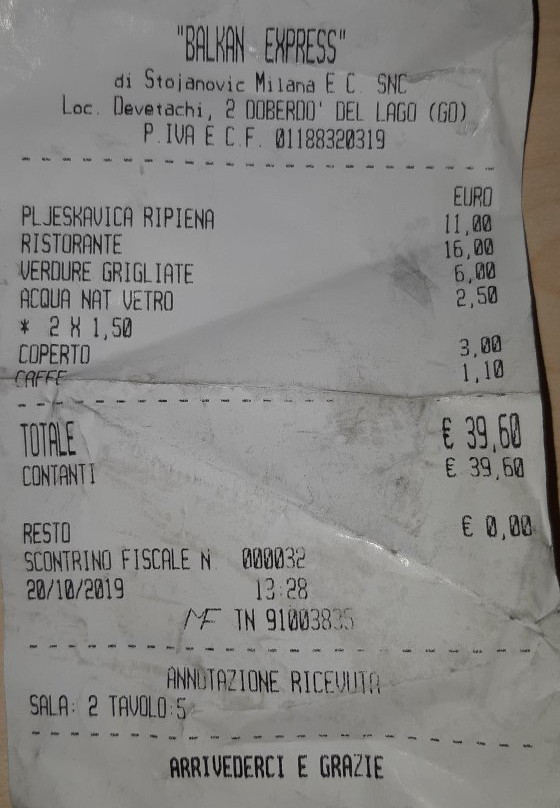 "BALKAN EXPRESS"
di Stojanovic Milana E C. SNC
Loc. Devetachi, 2 DOBERDO' DEL LAGO (GO)
P.IVA E C.F. 01188320319
EURO
PLJESKAVICA RIPIENA 11,00
RISTORANTE 16,00
VERDURE GRIGLIATE 6,00
ACQUA NAT VETRO 2,50
* 2 X 1,50
COPERTO 3,00
CAFFE 1,10
TOTALE € 39,60
CONTANTI € 39,60
RESTO € 0,00
SCONTRINO FISCALE N. 000032
20/10/2019 13:28
MF TN 91003835
ANNOTAZIONE RICEVUTA
SALA: 2 TAVOLO:5
ARRIVEDERCI E GRAZIE